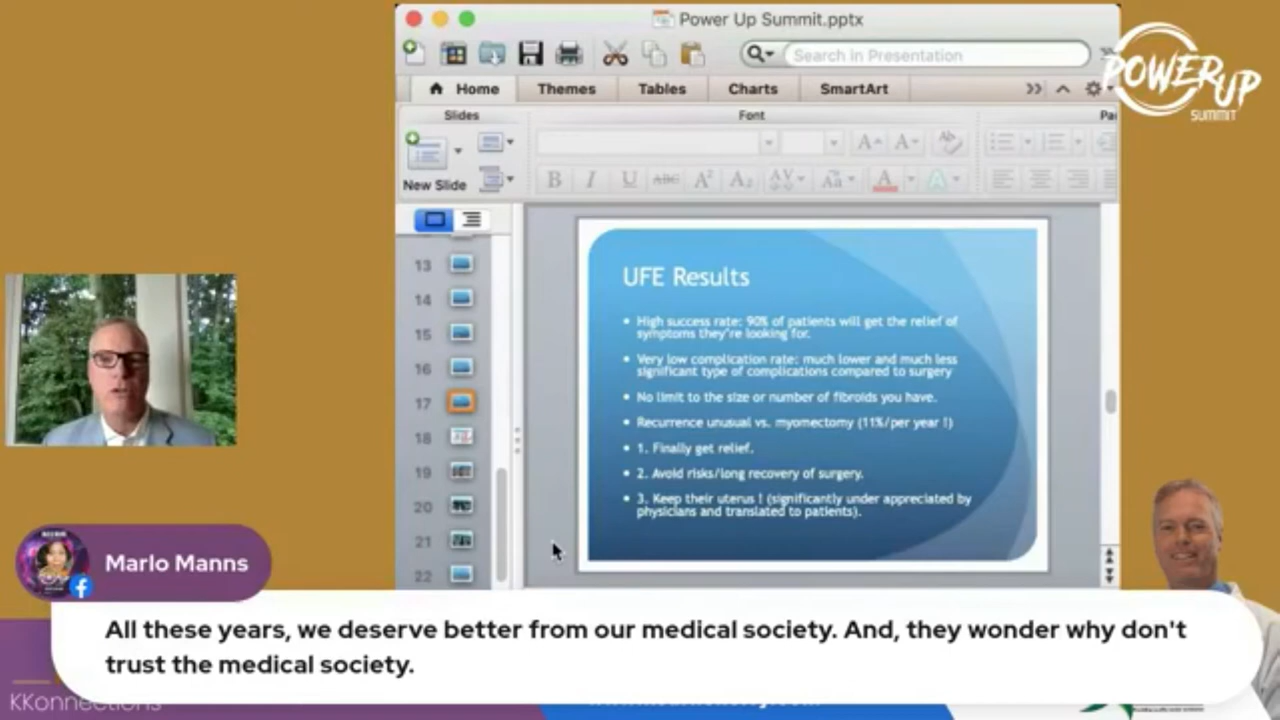 Power Up Summit.pptx
Search in Presentation
POWER UP
SUMMIT
Home
Themes
Tables
Charts
SmartArt
Slides
Font
New Slide
B I U ABC A² A₂ AV Aa A A
UFE Results
• High success rate: 90% of patients will get the relief of
symptoms they're looking for.
• Very low complication rate: much lower and much less
significant type of complications compared to surgery
• No limit to the size or number of fibroids you have.
• Recurrence unusual vs. myomectomy (11%/per year !)
• 1. Finally get relief.
• 2. Avoid risks/long recovery of surgery.
• 3. Keep their uterus ! (significantly under appreciated by
physicians and translated to patients).
13
14
15
16
17
18
19
20
21
22
Marlo Manns
All these years, we deserve better from our medical society. And, they wonder why don't
trust the medical society.
KKonnections